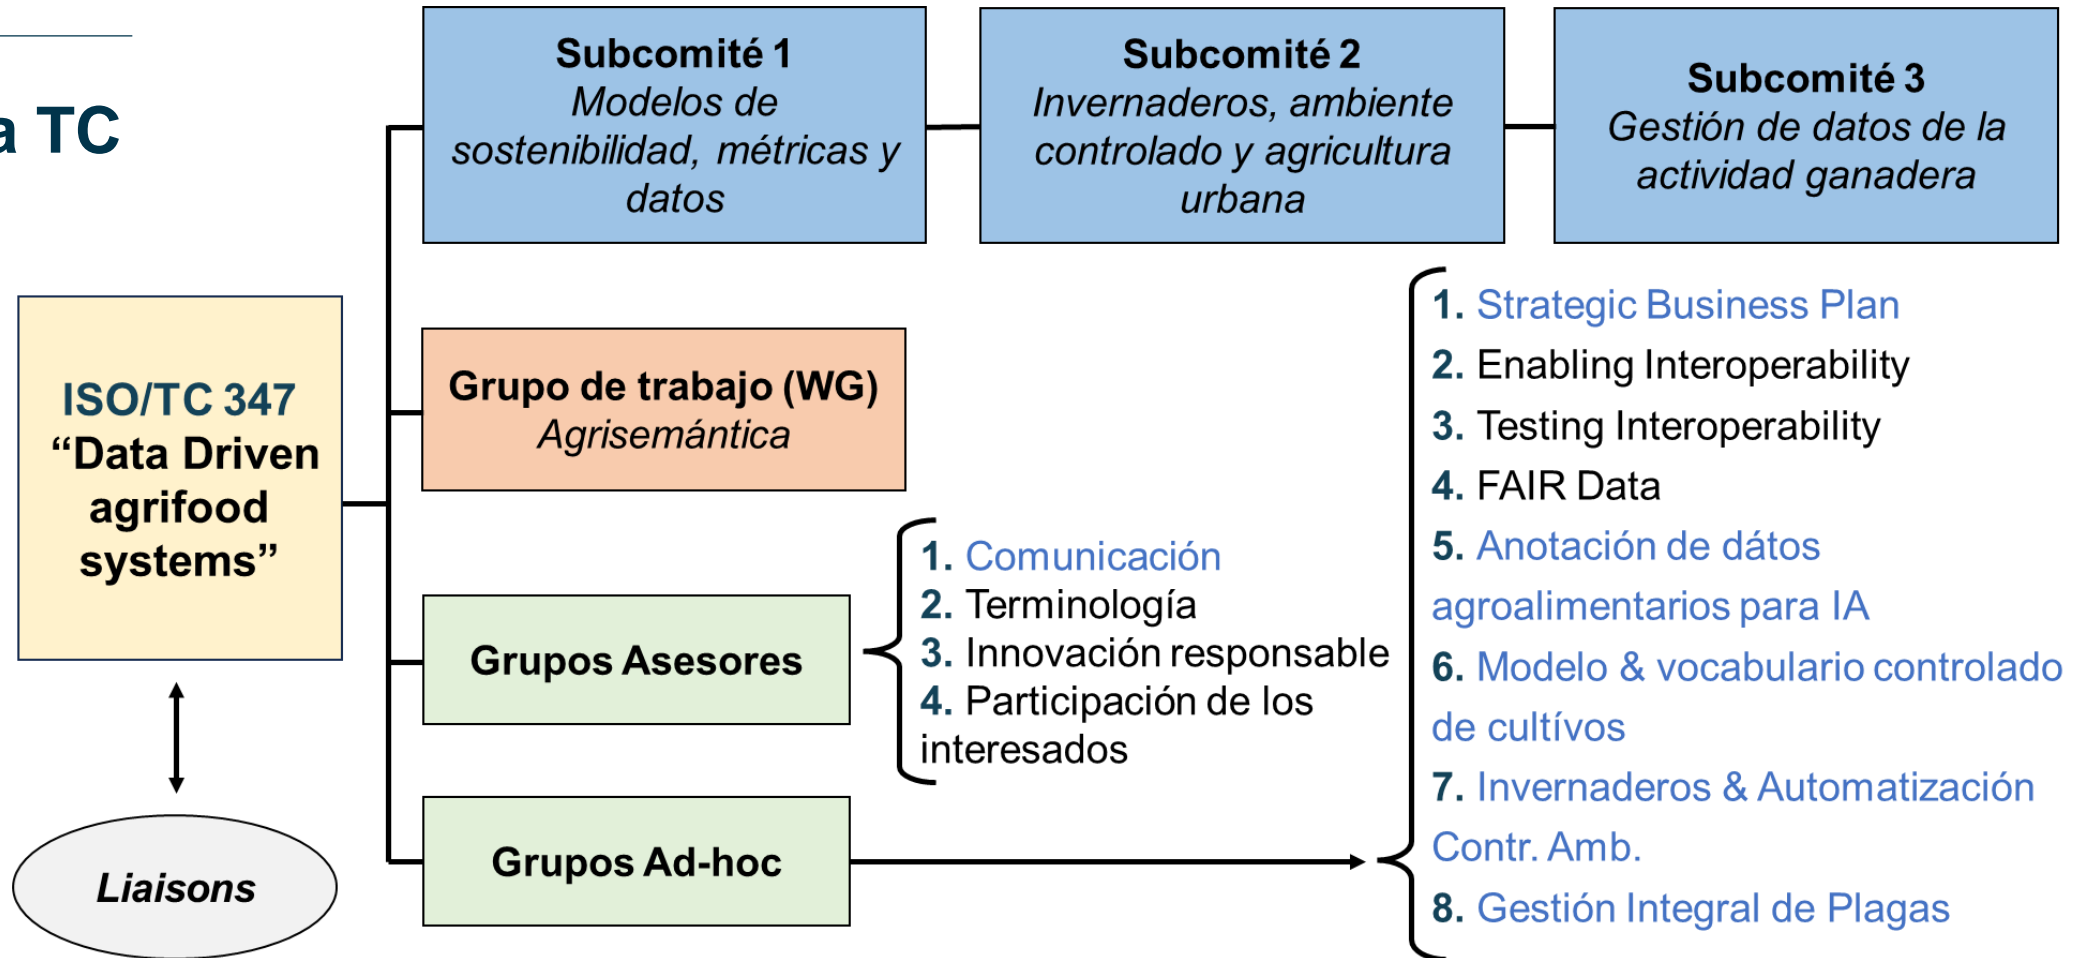 a TC
Subcomité 1
Modelos de
sostenibilidad, métricas y
datos
Subcomité 2
Invernaderos, ambiente
controlado y agricultura
urbana
Subcomité 3
Gestión de datos de la
actividad ganadera
ISO/TC 347
“Data Driven
agrifood
systems”
Liaisons
Grupo de trabajo (WG)
Agrisemántica
Grupos Asesores
1. Comunicación
2. Terminología
3. Innovación responsable
4. Participación de los
interesados
Grupos Ad-hoc
1. Strategic Business Plan
2. Enabling Interoperability
3. Testing Interoperability
4. FAIR Data
5. Anotación de dátos
agroalimentarios para IA
6. Modelo & vocabulario controlado
de cultívos
7. Invernaderos & Automatización
Contr. Amb.
8. Gestión Integral de Plagas